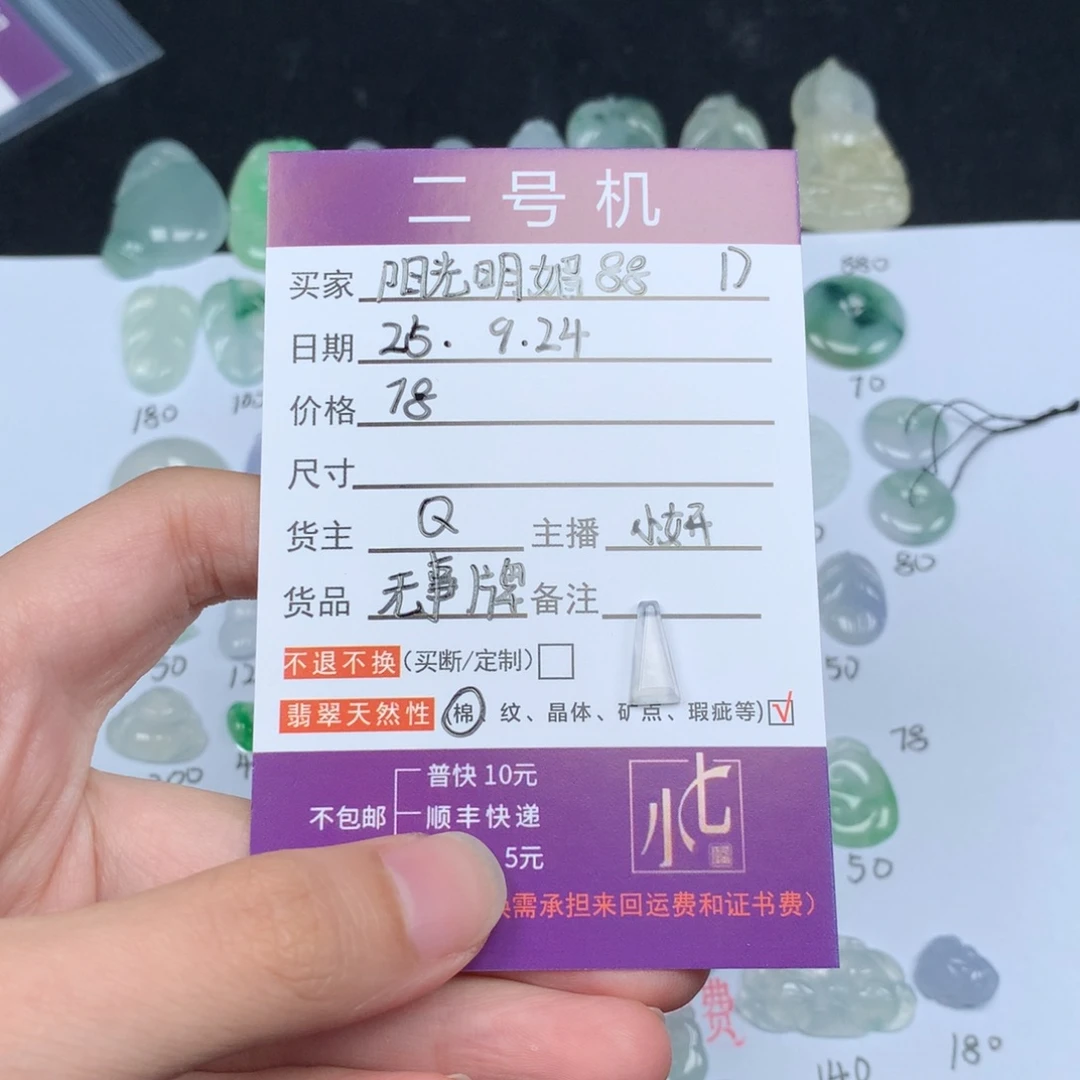 二号机
买家 阳光明媚88 D
日期 25. 9.24
价格 78
尺寸
货主 Q 主播 小妍
货品 无事牌 备注
不退不换(买断/定制)
翡翠天然性(棉、纹、晶体、矿点、瑕疵等)√
普快10元
不包邮 顺丰快递
5元
小七
需承担来回运费和证书费)
880
180
70
80
50
50
78
50
费
140
180